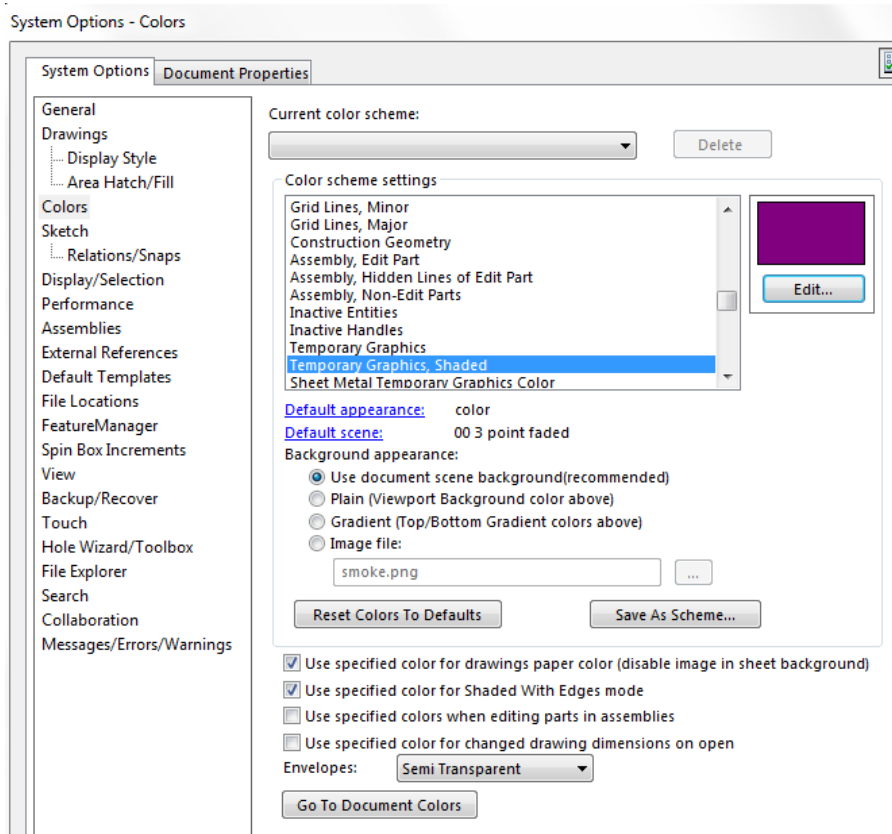 System Options - Colors
System Options
Document Properties
General
Drawings
Display Style
Area Hatch/Fill
Colors
Sketch
Relations/Snaps
Display/Selection
Performance
Assemblies
External References
Default Templates
File Locations
FeatureManager
Spin Box Increments
View
Backup/Recover
Touch
Hole Wizard/Toolbox
File Explorer
Search
Collaboration
Messages/Errors/Warnings
Current color scheme:
Delete
Color scheme settings
Grid Lines, Minor
Grid Lines, Major
Construction Geometry
Assembly, Edit Part
Assembly, Hidden Lines of Edit Part
Assembly, Non-Edit Parts
Inactive Entities
Inactive Handles
Temporary Graphics
Temporary Graphics, Shaded
Sheet Metal Temporary Graphics Color
Edit...
Default appearance: color
Default scene: 00 3 point faded
Background appearance:
Use document scene background(recommended)
Plain (Viewport Background color above)
Gradient (Top/Bottom Gradient colors above)
Image file:
smoke.png
...
Reset Colors To Defaults
Save As Scheme...
Use specified color for drawings paper color (disable image in sheet background)
Use specified color for Shaded With Edges mode
Use specified colors when editing parts in assemblies
Use specified color for changed drawing dimensions on open
Envelopes: Semi Transparent
Go To Document Colors